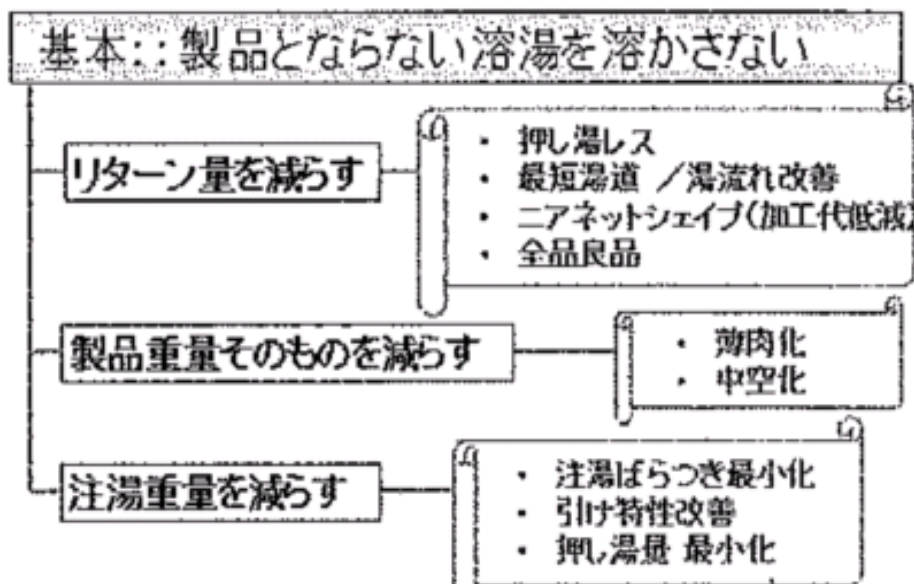 基本：：製品とならない溶湯を溶かさない
リターン量を減らす
・ 押し湯レス
・ 最短湯道 ／湯流れ改善
・ ニアネットシェイプ（加工代低減）
・ 全品良品
製品重量そのものを減らす
・ 薄肉化
・ 中空化
注湯重量を減らす
・ 注湯ばらつき最小化
・ 引け特性改善
・ 押し湯量 最小化